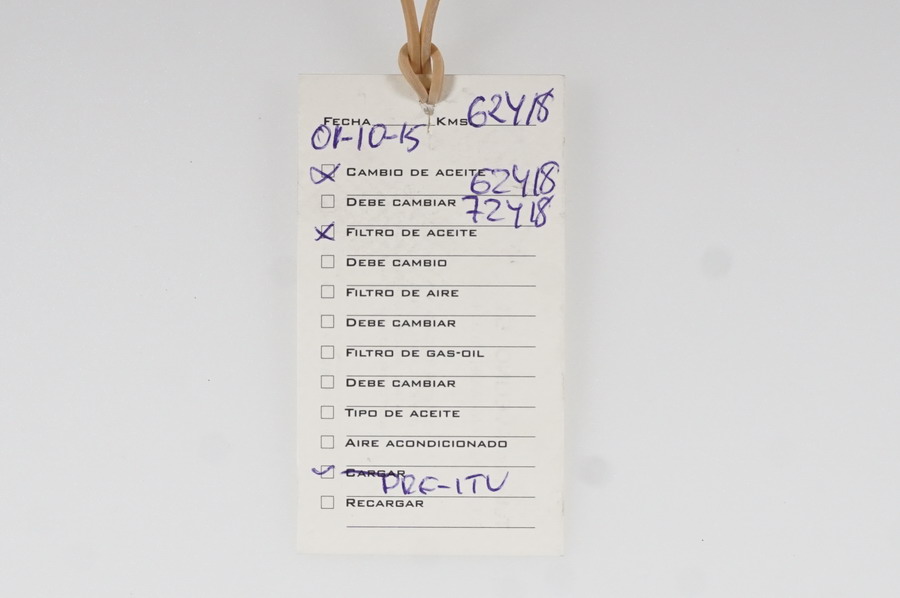 FECHA KMS 62418
01-10-15
CAMBIO DE ACEITE 62418
DEBE CAMBIAR 72418
FILTRO DE ACEITE
DEBE CAMBIO
FILTRO DE AIRE
DEBE CAMBIAR
FILTRO DE GAS-OIL
DEBE CAMBIAR
TIPO DE ACEITE
AIRE ACONDICIONADO
CARGAR
PRE-ITV
RECARGAR